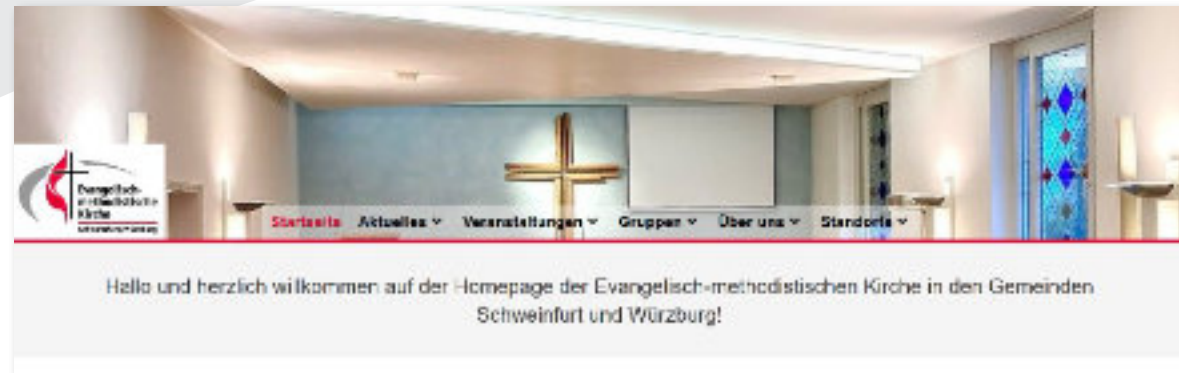 Evangelisch-
methodistische
Kirche
Startseite Aktuelles Veranstaltungen Gruppen Über uns Standorte
Hallo und herzlich willkommen auf der Homepage der Evangelisch-methodistischen Kirche in den Gemeinden
Schweinfurt und Würzburg!